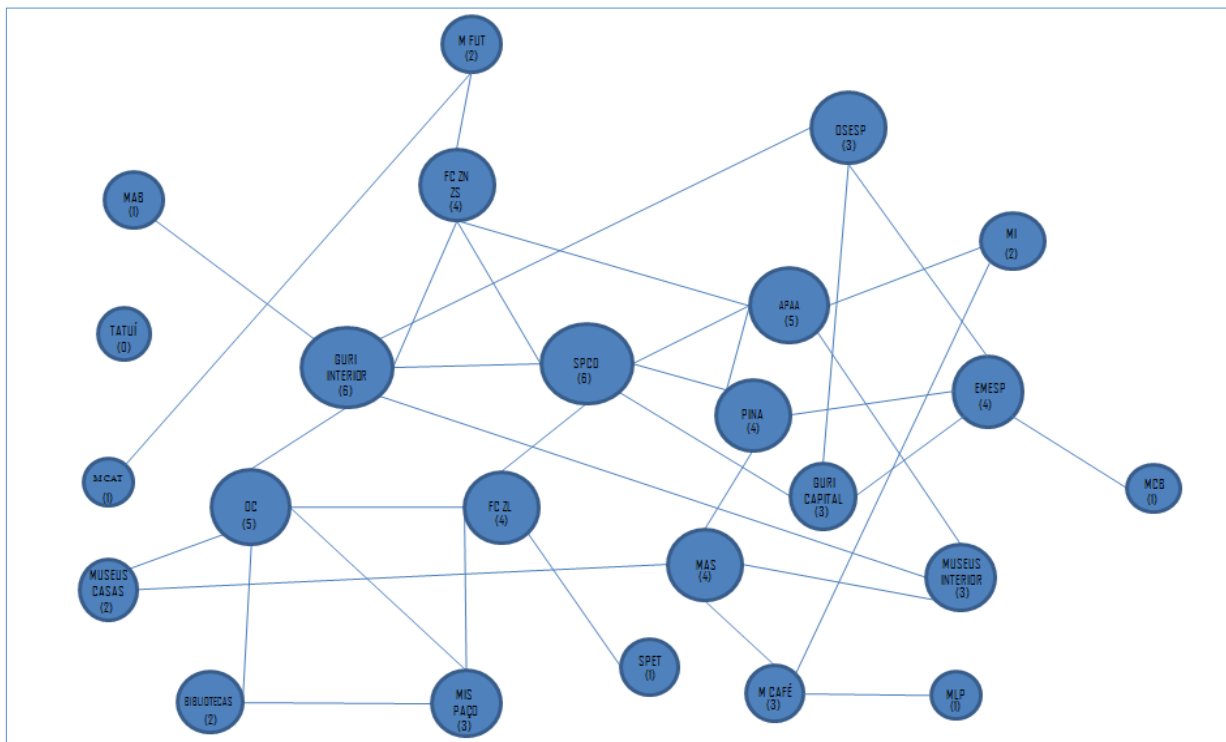 M FUT
(2)
OSESP
(3)
FC ZN
ZS
(4)
MAB
(1)
MI
(2)
APAA
(5)
TATUÍ
(0)
GURI
INTERIOR
(6)
SPCD
(6)
EMESP
(4)
PINA
(4)
M CAT
(1)
GURI
CAPITAL
(3)
MCB
(1)
OC
(5)
FC ZL
(4)
MAS
(4)
MUSEUS
INTERIOR
(3)
MUSEUS
CASAS
(2)
SPET
(1)
BIBLIOTECAS
(2)
MIS
PAÇO
(3)
M CAFÉ
(3)
MLP
(1)